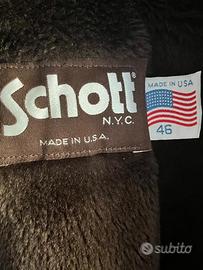 Schott
N.Y.C.
MADE IN U.S.A.
MADE IN USA
46
subito